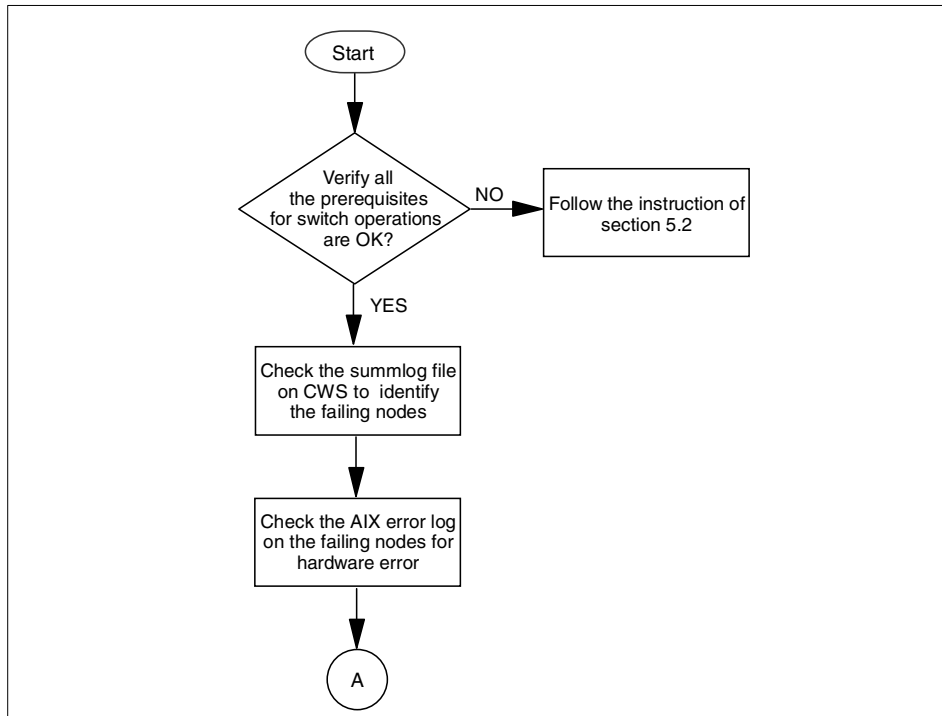 Start
Verify all
the prerequisites
for switch operations
are OK?
NO
Follow the instruction of
section 5.2
YES
Check the summlog file
on CWS to identify
the failing nodes
Check the AIX error log
on the failing nodes for
hardware error
A